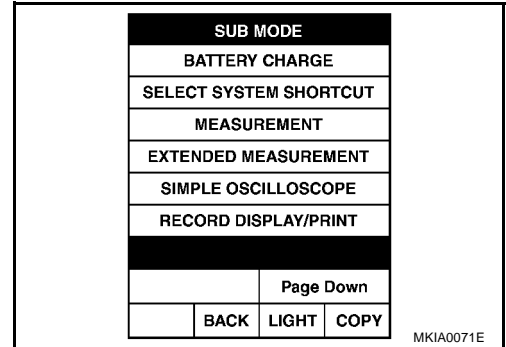 SUB MODE
BATTERY CHARGE
SELECT SYSTEM SHORTCUT
MEASUREMENT
EXTENDED MEASUREMENT
SIMPLE OSCILLOSCOPE
RECORD DISPLAY/PRINT
Page Down
BACK LIGHT COPY
MKIA0071E